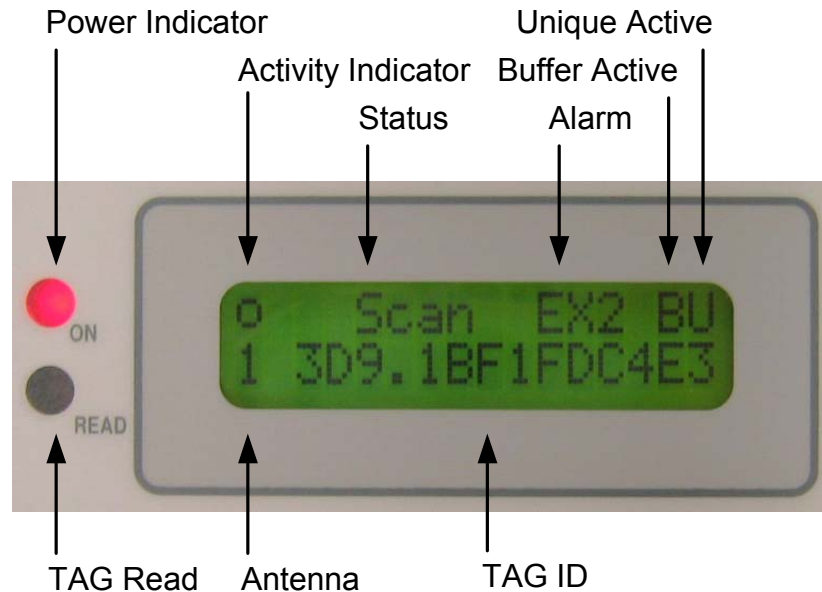 Power Indicator Unique Active
Activity Indicator Buffer Active
Status Alarm
ON
o Scan EX2 BU
1 3D9.1BF1FDC4E3
READ
TAG Read Antenna TAG ID